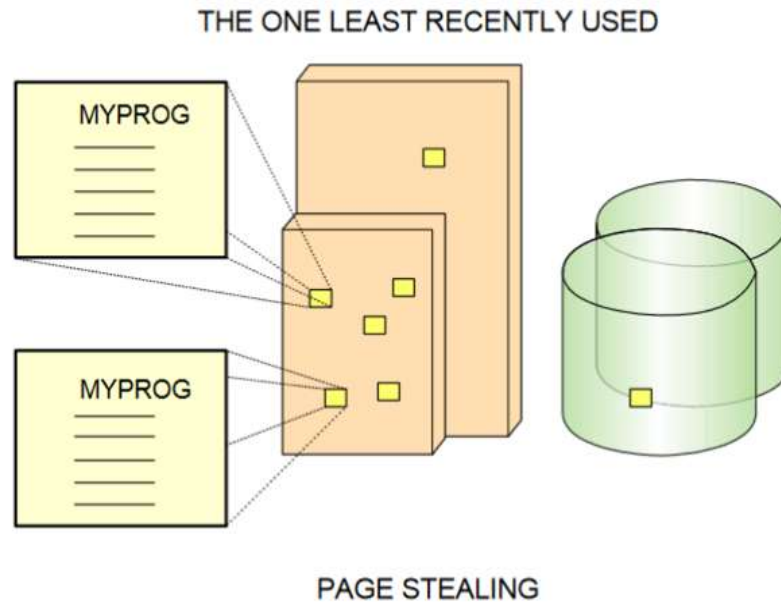 THE ONE LEAST RECENTLY USED
MYPROG
MYPROG
PAGE STEALING